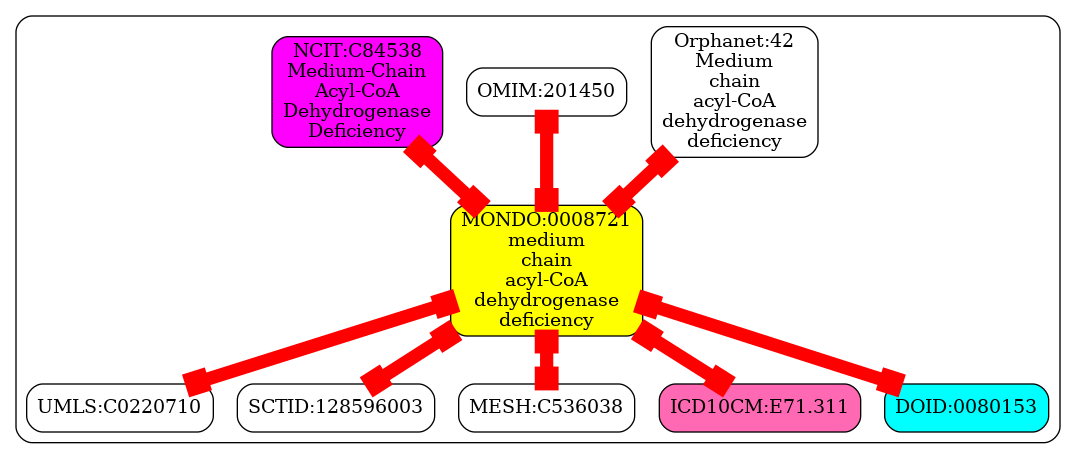 NCIT:C84538
Medium-Chain
Acyl-CoA
Dehydrogenase
Deficiency
OMIM:201450
Orphanet:42
Medium
chain
acyl-CoA
dehydrogenase
deficiency
MONDO:0008721
medium
chain
acyl-CoA
dehydrogenase
deficiency
UMLS:C0220710
SCTID:128596003
MESH:C536038
ICD10CM:E71.311
DOID:0080153